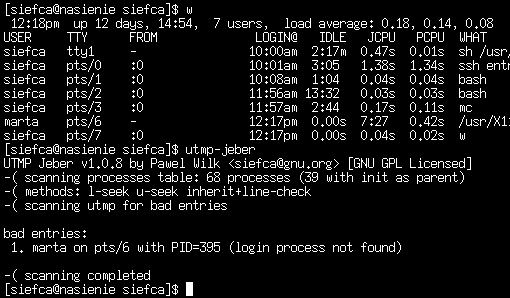 [siefca@nasienie siefca]$ w
12:18pm up 12 days, 14:54, 7 users, load average: 0.18, 0.14, 0.08
USER TTY FROM LOGIN@ IDLE JCPU PCPU WHAT
siefca tty1 - 10:00am 2:17m 0.47s 0.01s sh /usr/
siefca pts/0 :0 10:01am 3:05 1.38s 1.34s ssh entr
siefca pts/1 :0 10:08am 1:04 0.04s 0.04s bash
siefca pts/2 :0 11:56am 13:32 0.03s 0.03s bash
siefca pts/3 :0 11:57am 2:44 0.17s 0.11s mc
marta pts/6 - 12:17pm 0.00s 7:27 0.42s /usr/X11
siefca pts/7 :0 12:17pm 0.00s 0.04s 0.02s w
[siefca@nasienie siefca]$ utmp-jeber
UTMP Jeber v1.0.8 by Pawel Wilk <siefca@gnu.org> [GNU GPL Licensed]
-( scanning processes table: 68 processes (39 with init as parent)
-( methods: l-seek u-seek inherit+line-check
-( scanning utmp for bad entries
bad entries:
1. marta on pts/6 with PID=395 (login process not found)
-( scanning completed
[siefca@nasienie siefca]$